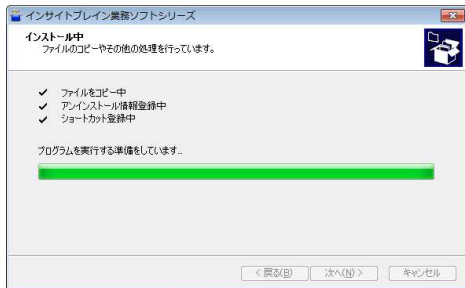 インサイトブレイン業務ソフトシリーズ
インストール中
ファイルのコピーやその他の処理を行っています。
ファイルをコピー中
アンインストール情報登録中
ショートカット登録中
プログラムを実行する準備をしています...
< 戻る(B) 次へ(N) > キャンセル